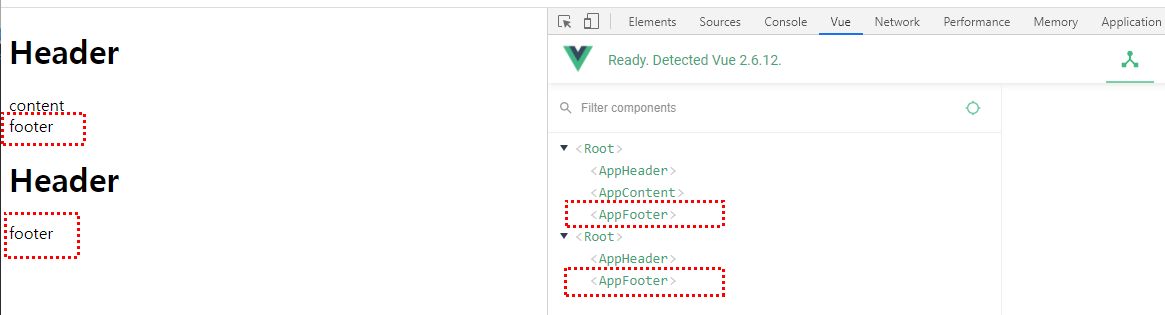 Header
content
footer
Header
footer
Elements Sources Console Vue Network Performance Memory Application
Ready. Detected Vue 2.6.12.
Filter components
<Root>
<AppHeader>
<AppContent>
<AppFooter>
<Root>
<AppHeader>
<AppFooter>